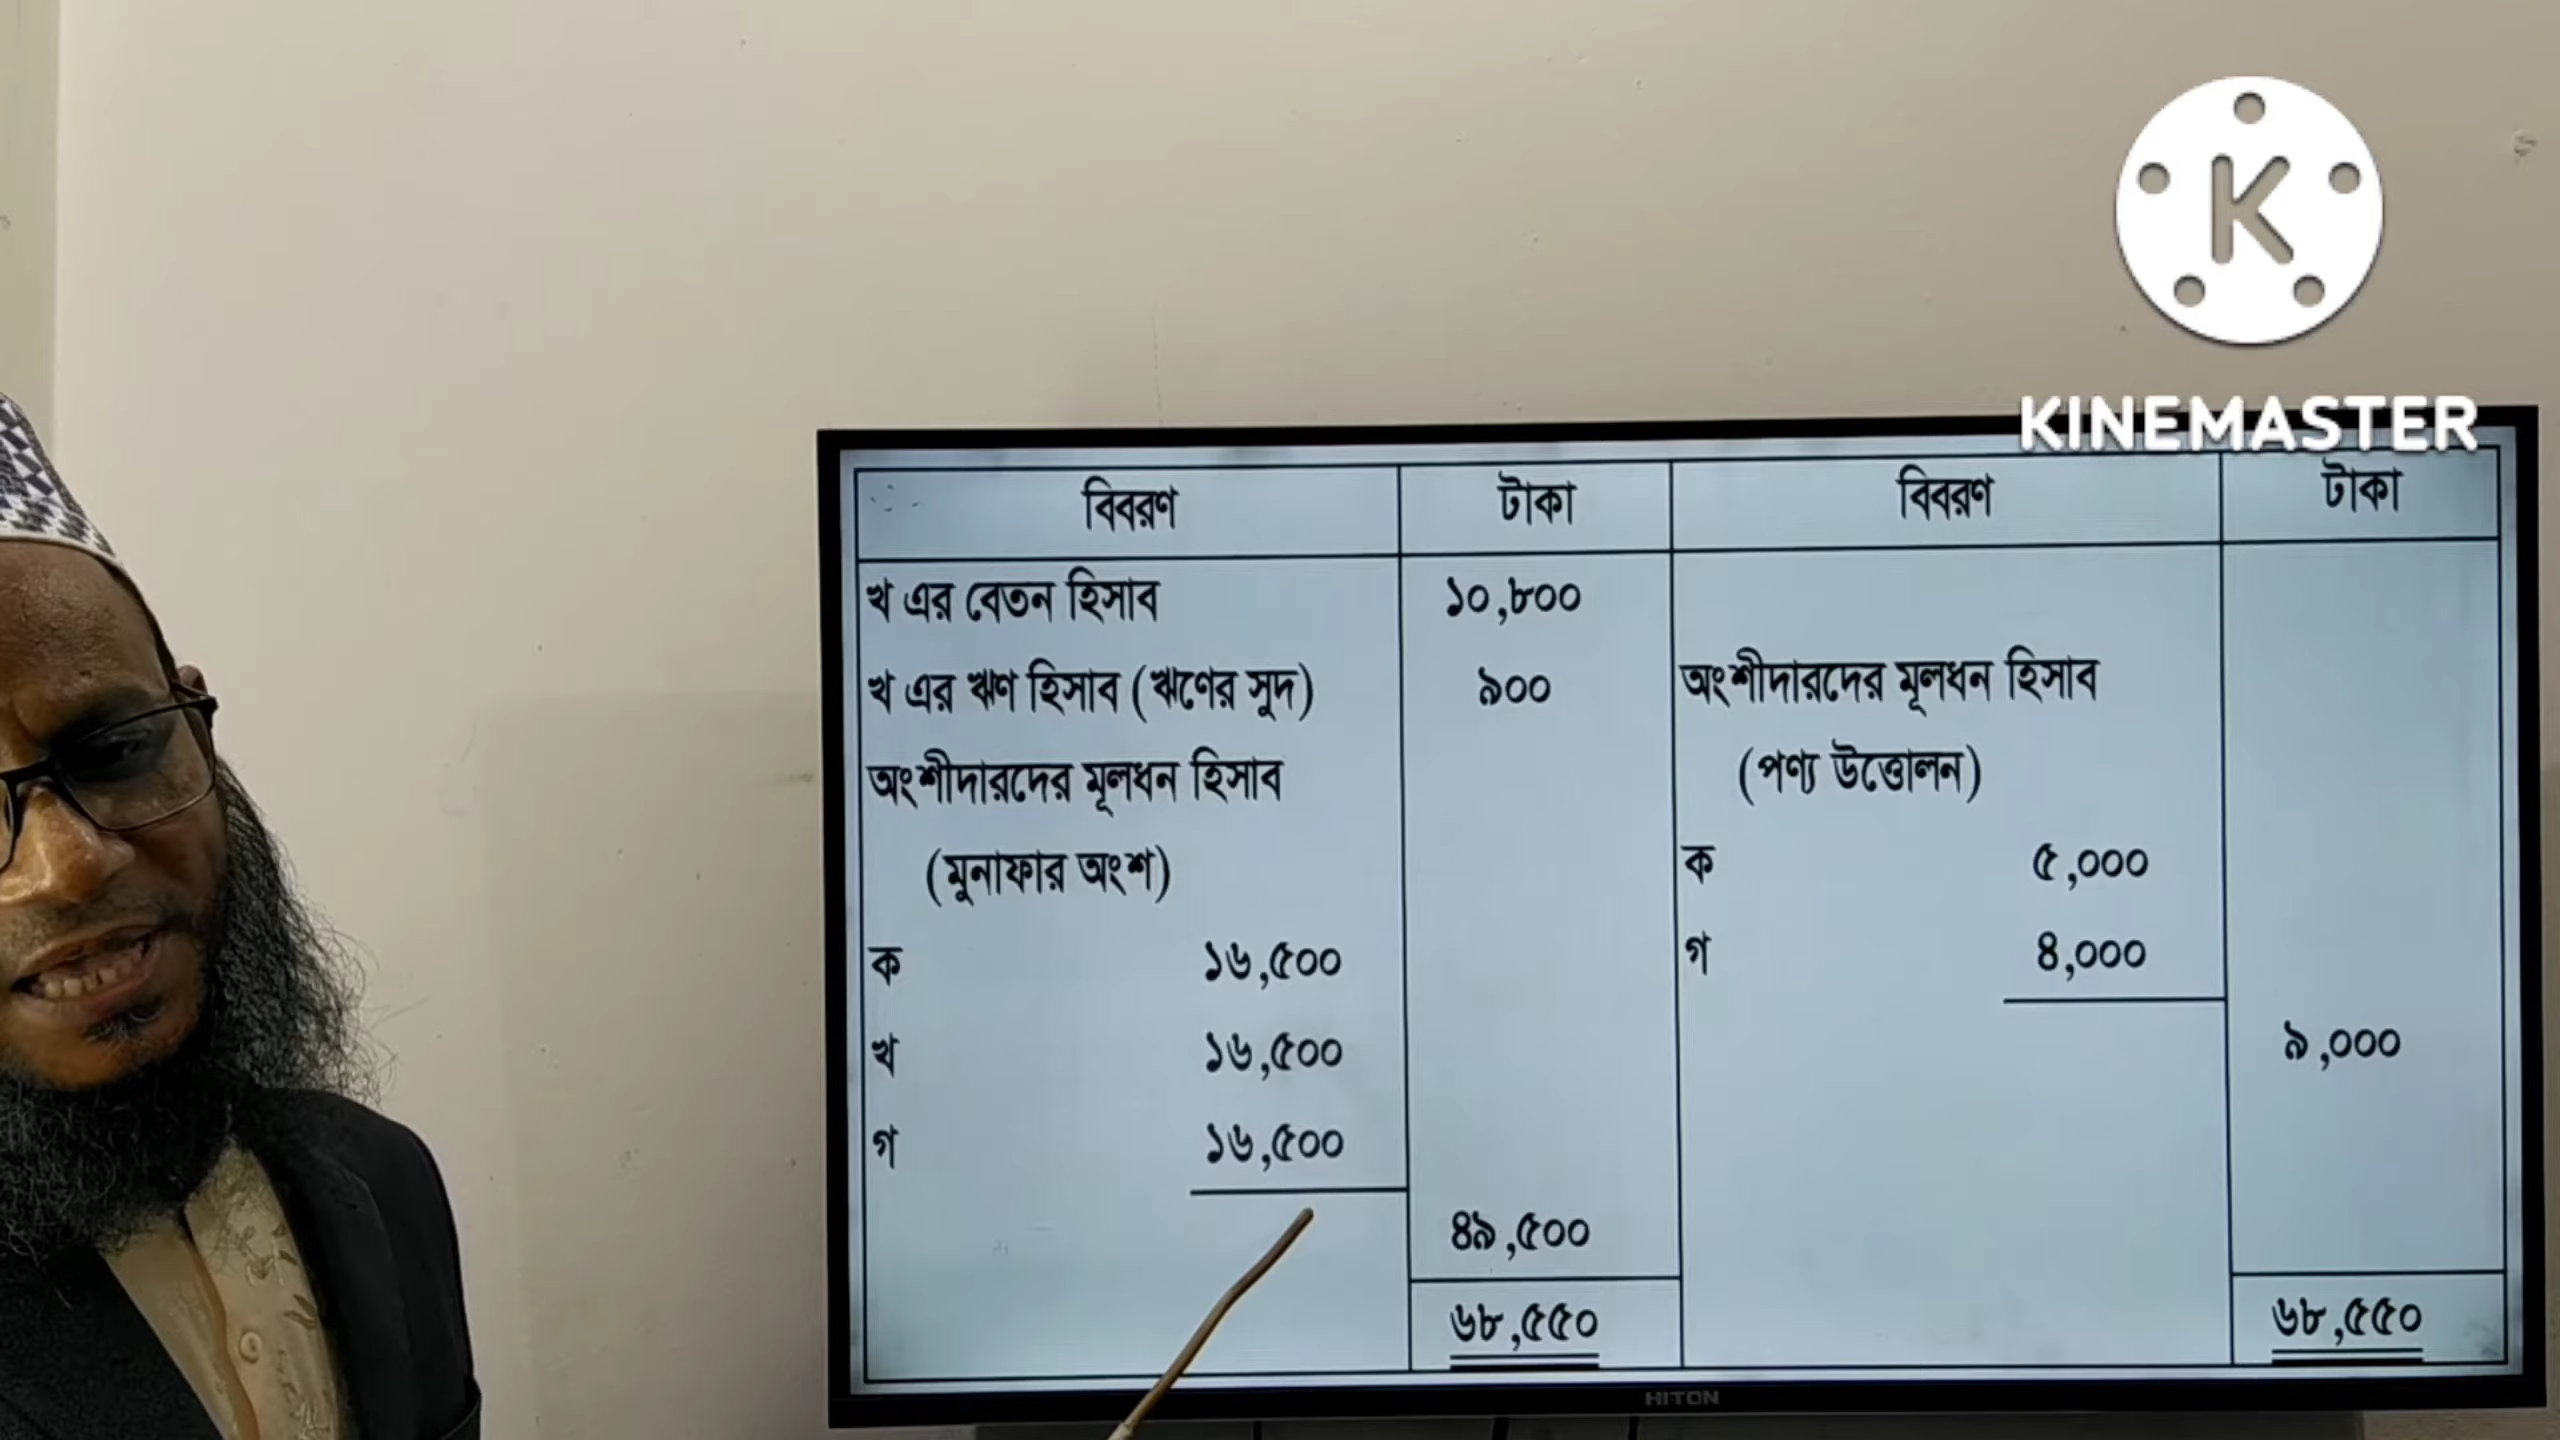 KINEMASTER
বিবরণ টাকা বিবরণ টাকা
খ এর বেতন হিসাব ১০,৮০০
খ এর ঋণ হিসাব (ঋণের সুদ) ৯০০ অংশীদারদের মূলধন হিসাব
অংশীদারদের মূলধন হিসাব (পণ্য উত্তোলন)
(মুনাফার অংশ) ক ৫,০০০
ক ১৬,৫০০ গ ৪,০০০
খ ১৬,৫০০ ৯,০০০
গ ১৬,৫০০
৪৯,৫০০
৬৮,৫৫০ ৬৮,৫৫০
HITON